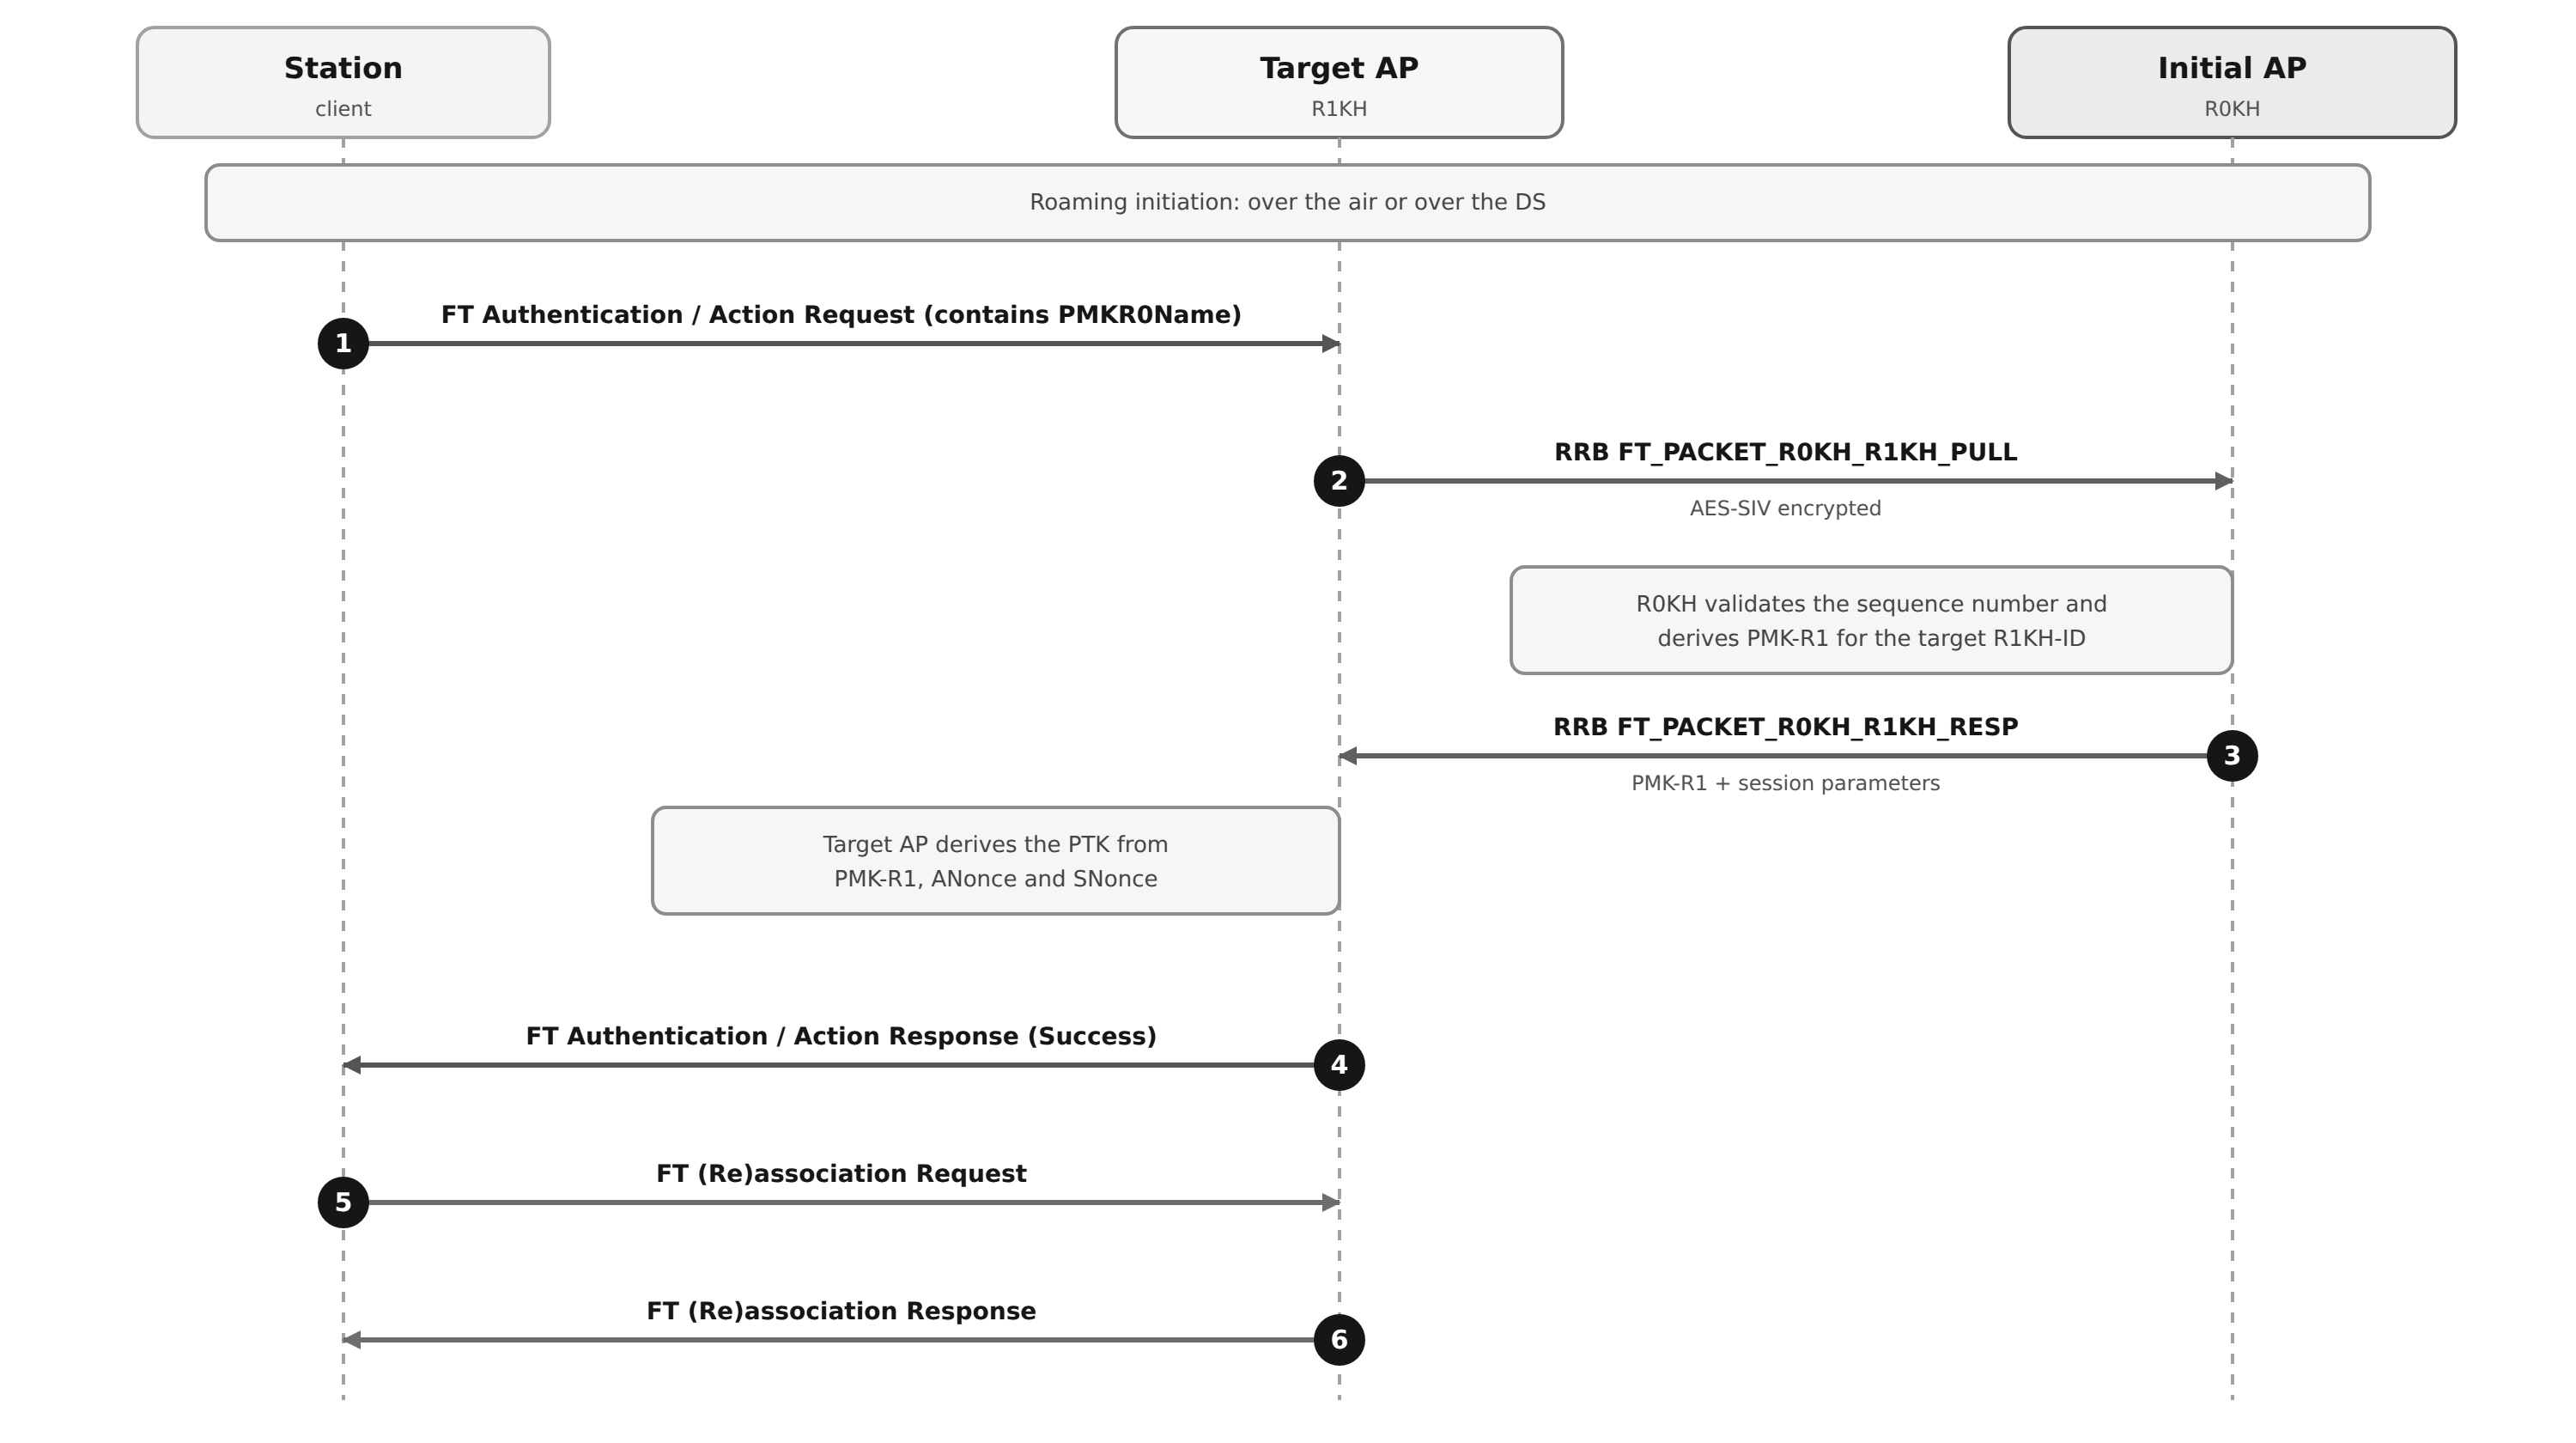 Station
client
Target AP
R1KH
Initial AP
R0KH
Roaming initiation: over the air or over the DS
FT Authentication / Action Request (contains PMKR0Name)
1
RRB FT_PACKET_R0KH_R1KH_PULL
2
AES-SIV encrypted
R0KH validates the sequence number and
derives PMK-R1 for the target R1KH-ID
RRB FT_PACKET_R0KH_R1KH_RESP
3
PMK-R1 + session parameters
Target AP derives the PTK from
PMK-R1, ANonce and SNonce
FT Authentication / Action Response (Success)
4
FT (Re)association Request
5
FT (Re)association Response
6